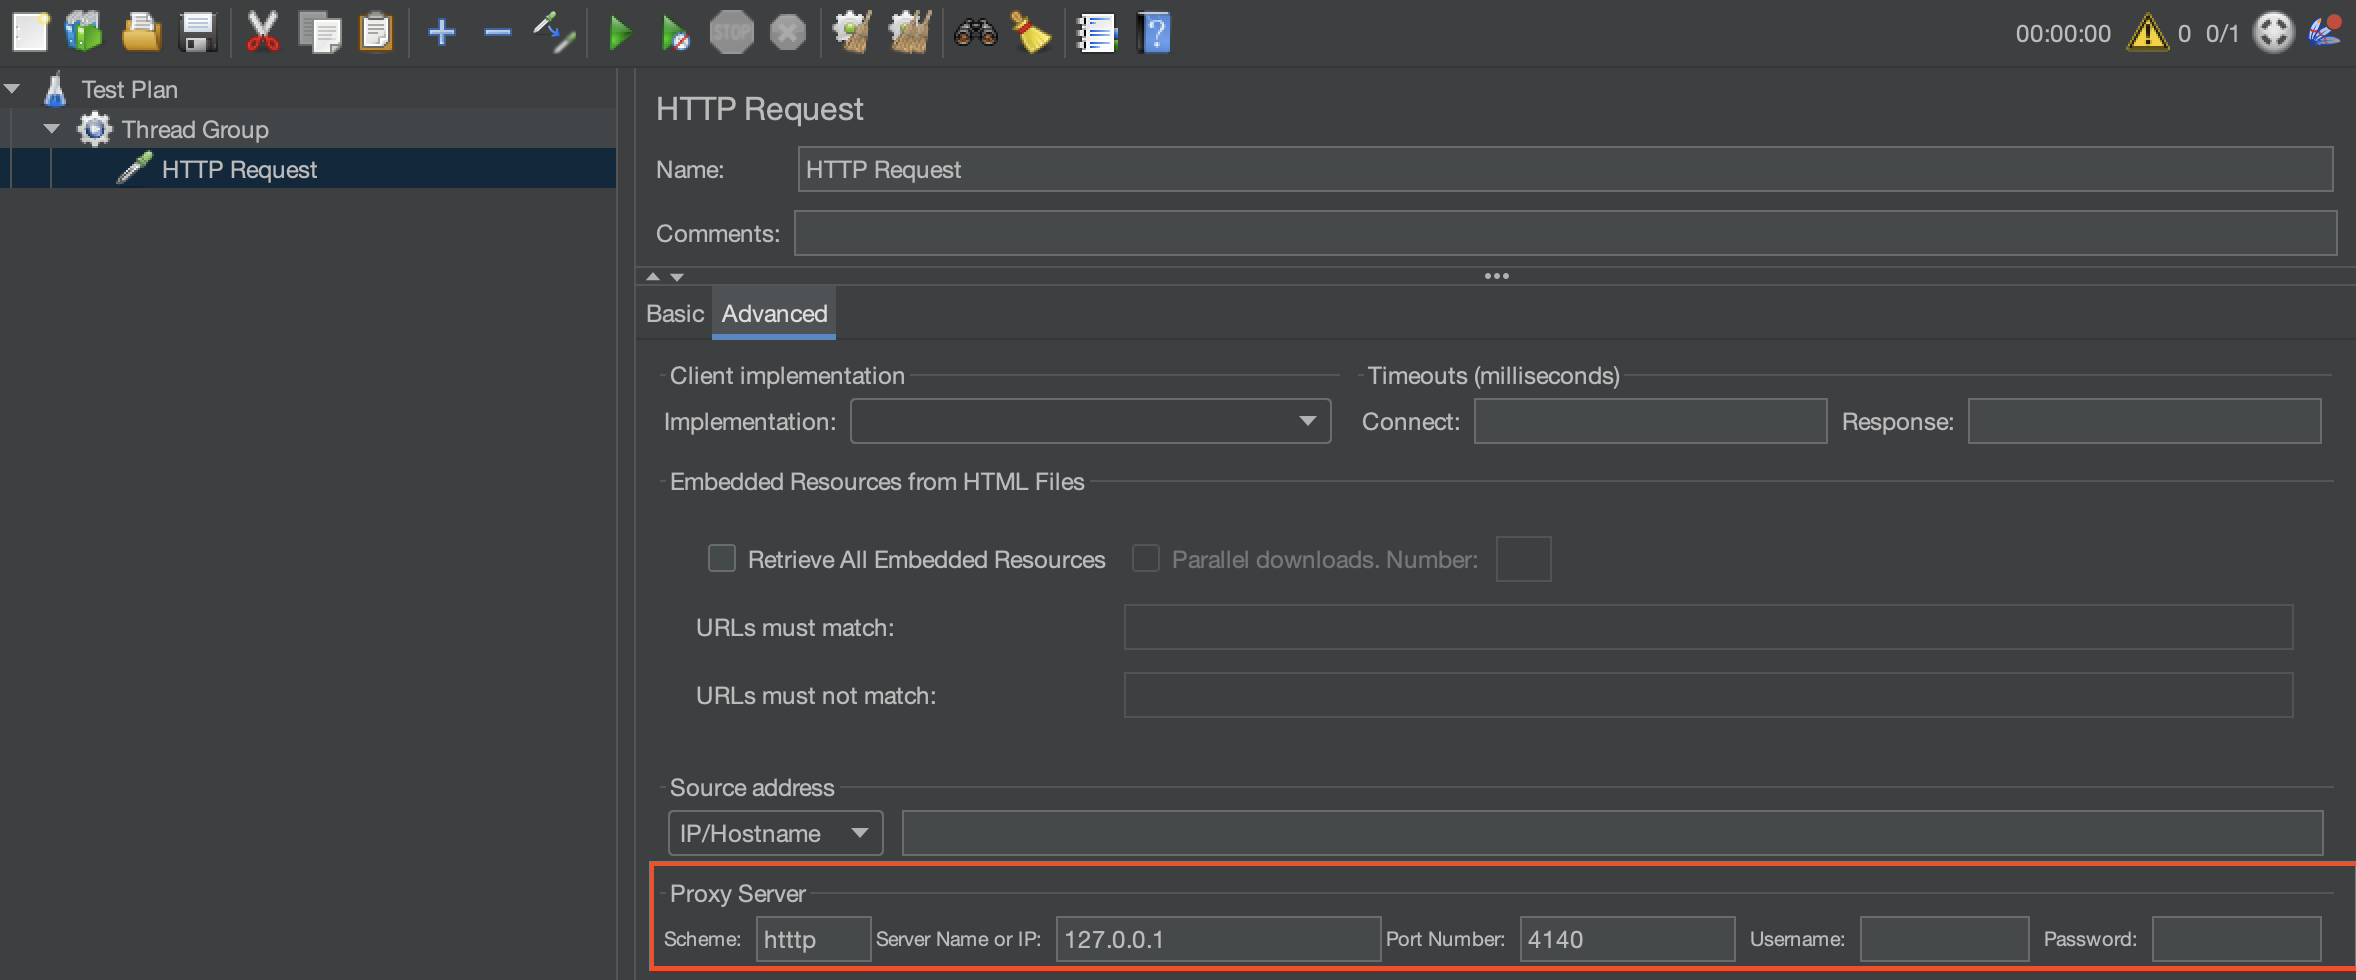 STOP
00:00:00 0 0/1
Test Plan
Thread Group
HTTP Request
HTTP Request
Name: HTTP Request
Comments:
Basic Advanced
Client implementation Timeouts (milliseconds)
Implementation: Connect: Response:
Embedded Resources from HTML Files
Retrieve All Embedded Resources Parallel downloads. Number:
URLs must match:
URLs must not match:
Source address
IP/Hostname
Proxy Server
Scheme: htttp Server Name or IP: 127.0.0.1 Port Number: 4140 Username: Password: